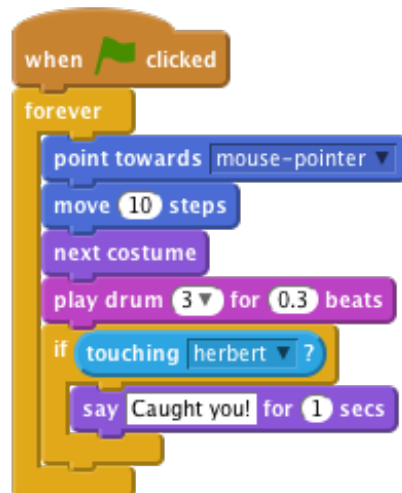 when clicked
forever
point towards mouse-pointer
move 10 steps
next costume
play drum 3 for 0.3 beats
if touching herbert ?
say Caught you! for 1 secs